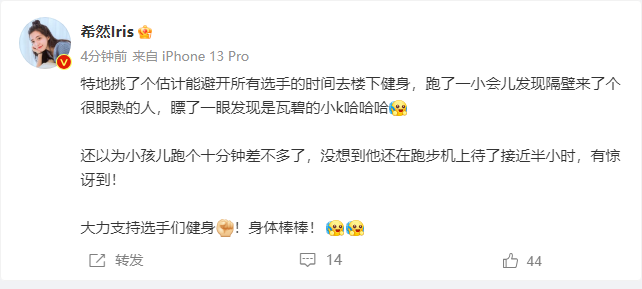 希然Iris
4分钟前 来自 iPhone 13 Pro
特地挑了个估计能避开所有选手的时间去楼下健身，跑了一小会儿发现隔壁来了个
很眼熟的人，瞟了一眼发现是瓦碧的小k哈哈哈😂
还以为小孩儿跑个十分钟差不多了，没想到他还在跑步机上待了接近半小时，有惊
讶到！
大力支持选手们健身✊！身体棒棒！😂😂
转发 14 44